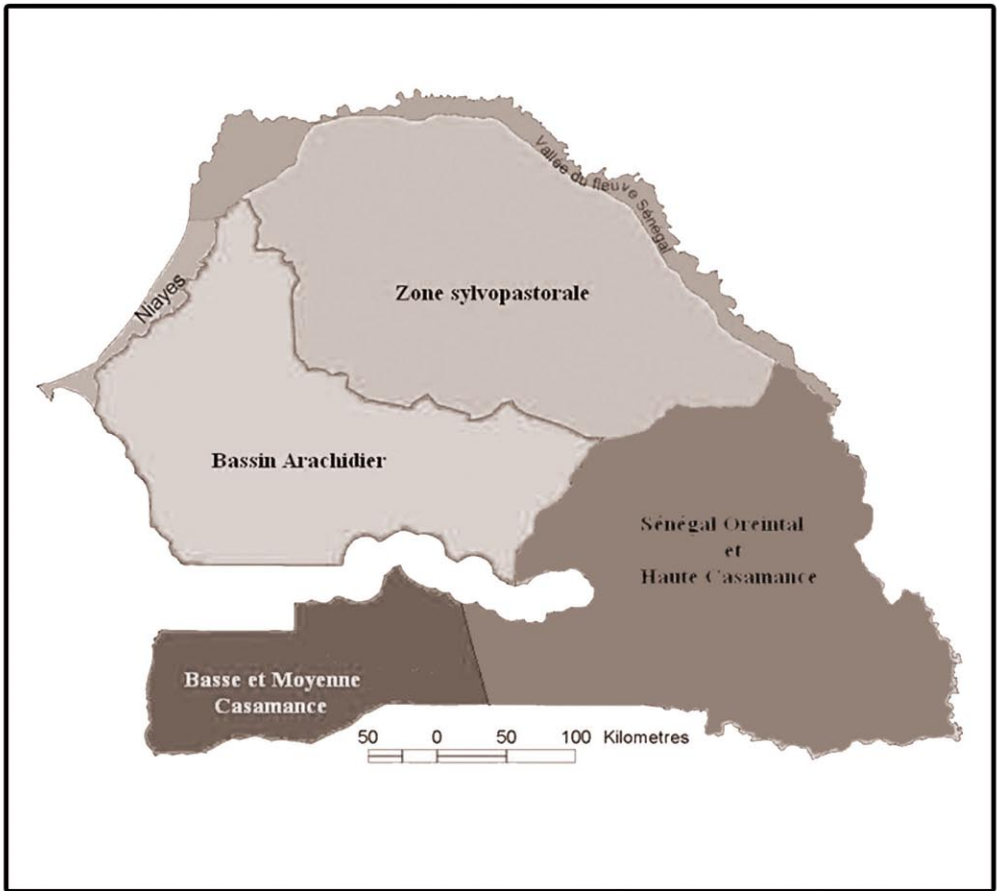 Vallée du fleuve Sénégal
Niayes
Zone sylvopastorale
Bassin Arachidier
Sénégal Oreintal
et
Haute Casamance
Basse et Moyenne
Casamance
50 0 50 100 Kilometres